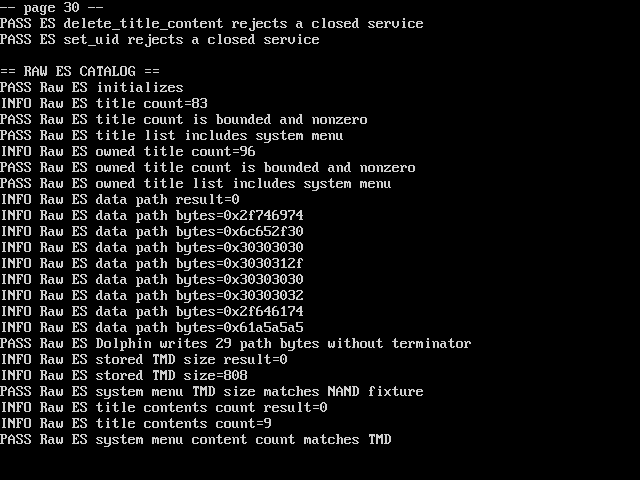 -- page 30 --
PASS ES delete_title_content rejects a closed service
PASS ES set_uid rejects a closed service
== RAW ES CATALOG ==
PASS Raw ES initializes
INFO Raw ES title count=83
PASS Raw ES title count is bounded and nonzero
PASS Raw ES title list includes system menu
INFO Raw ES owned title count=96
PASS Raw ES owned title count is bounded and nonzero
PASS Raw ES owned title list includes system menu
INFO Raw ES data path result=0
INFO Raw ES data path bytes=0x2f746974
INFO Raw ES data path bytes=0x6c652f30
INFO Raw ES data path bytes=0x30303030
INFO Raw ES data path bytes=0x3030312f
INFO Raw ES data path bytes=0x30303030
INFO Raw ES data path bytes=0x30303032
INFO Raw ES data path bytes=0x2f646174
INFO Raw ES data path bytes=0x61a5a5a5
PASS Raw ES Dolphin writes 29 path bytes without terminator
INFO Raw ES stored TMD size result=0
INFO Raw ES stored TMD size=808
PASS Raw ES system menu TMD size matches NAND fixture
INFO Raw ES title contents count result=0
INFO Raw ES title contents count=9
PASS Raw ES system menu content count matches TMD